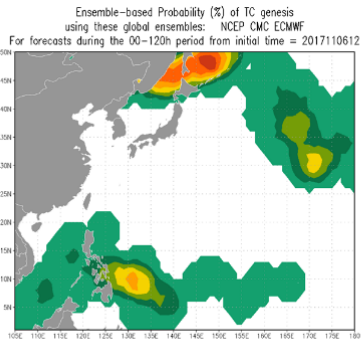 Ensemble-based Probability (%) of TC genesis
using these global ensembles: NCEP CMC ECMWF
For forecasts during the 00-120h period from initial time = 2017110612
50N
45N
40N
35N
30N
25N
20N
15N
10N
5N
105E 110E 115E 120E 125E 130E 135E 140E 145E 150E 155E 160E 165E 170E 175E 180